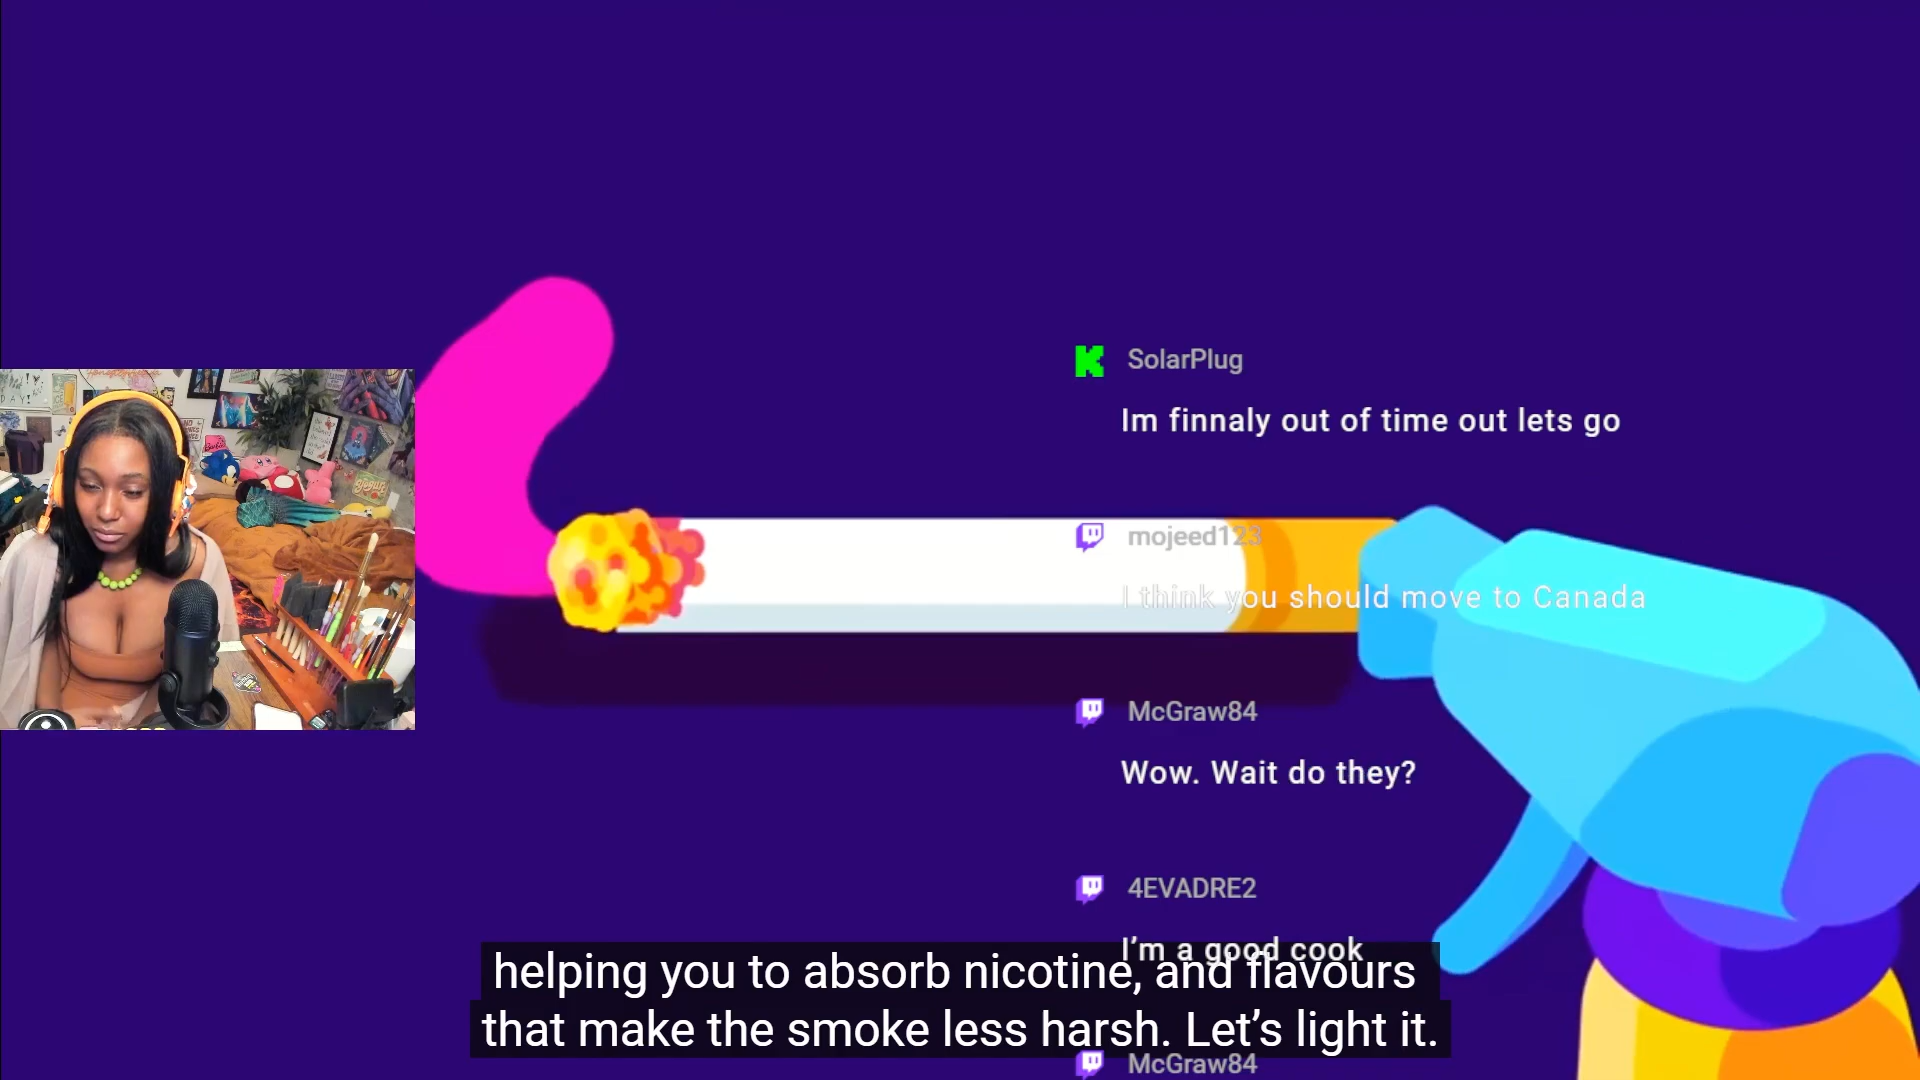 SolarPlug
Im finnaly out of time out lets go
mojeed123
I think you should move to Canada
McGraw84
Wow. Wait do they?
4EVADRE2
I’m a good cook
helping you to absorb nicotine, and flavours
that make the smoke less harsh. Let’s light it.
McGraw84